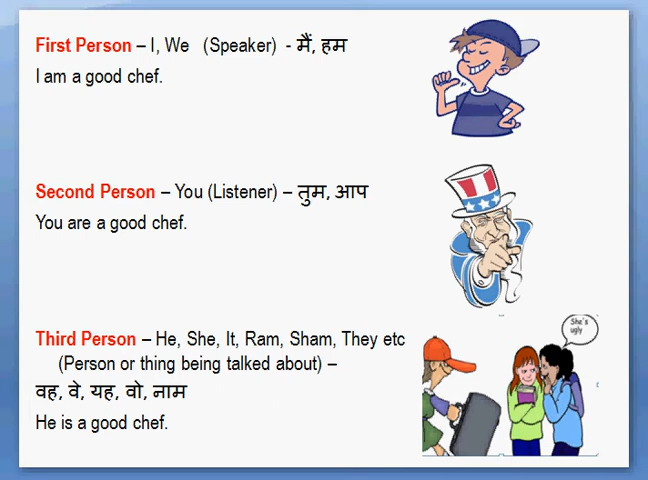 First Person – I, We (Speaker) - मैं, हम
I am a good chef.
Second Person – You (Listener) – तुम, आप
You are a good chef.
Third Person – He, She, It, Ram, Sham, They etc
(Person or thing being talked about) –
वह, वे, यह, वो, नाम
He is a good chef.
She's
ugly